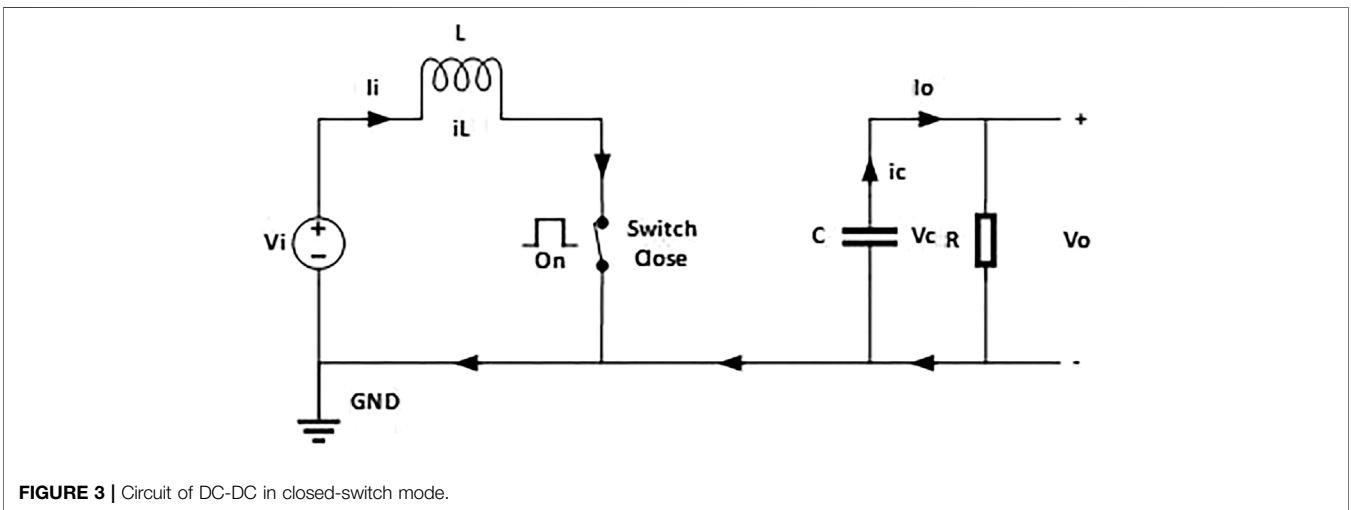 L
Ii
iL
Io
+
ic
Vi
+
−
On
Switch
Close
C
Vc
R
Vo
-
GND
FIGURE 3 | Circuit of DC-DC in closed-switch mode.